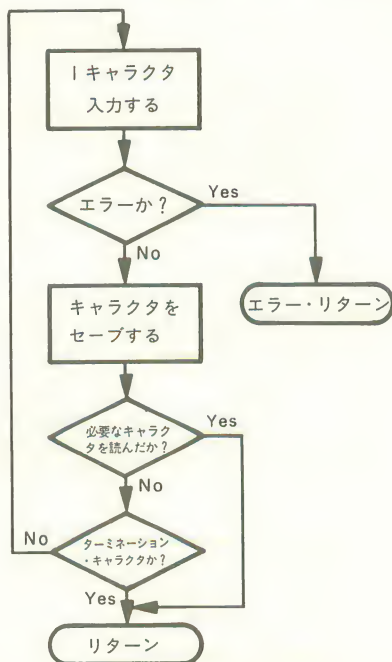 1キャラクタ
入力する
エラーか？
Yes
No
エラー・リターン
キャラクタを
セーブする
必要なキャラク
タを読んだか？
Yes
No
ターミネーション
・キャラクタか？
No
Yes
リターン